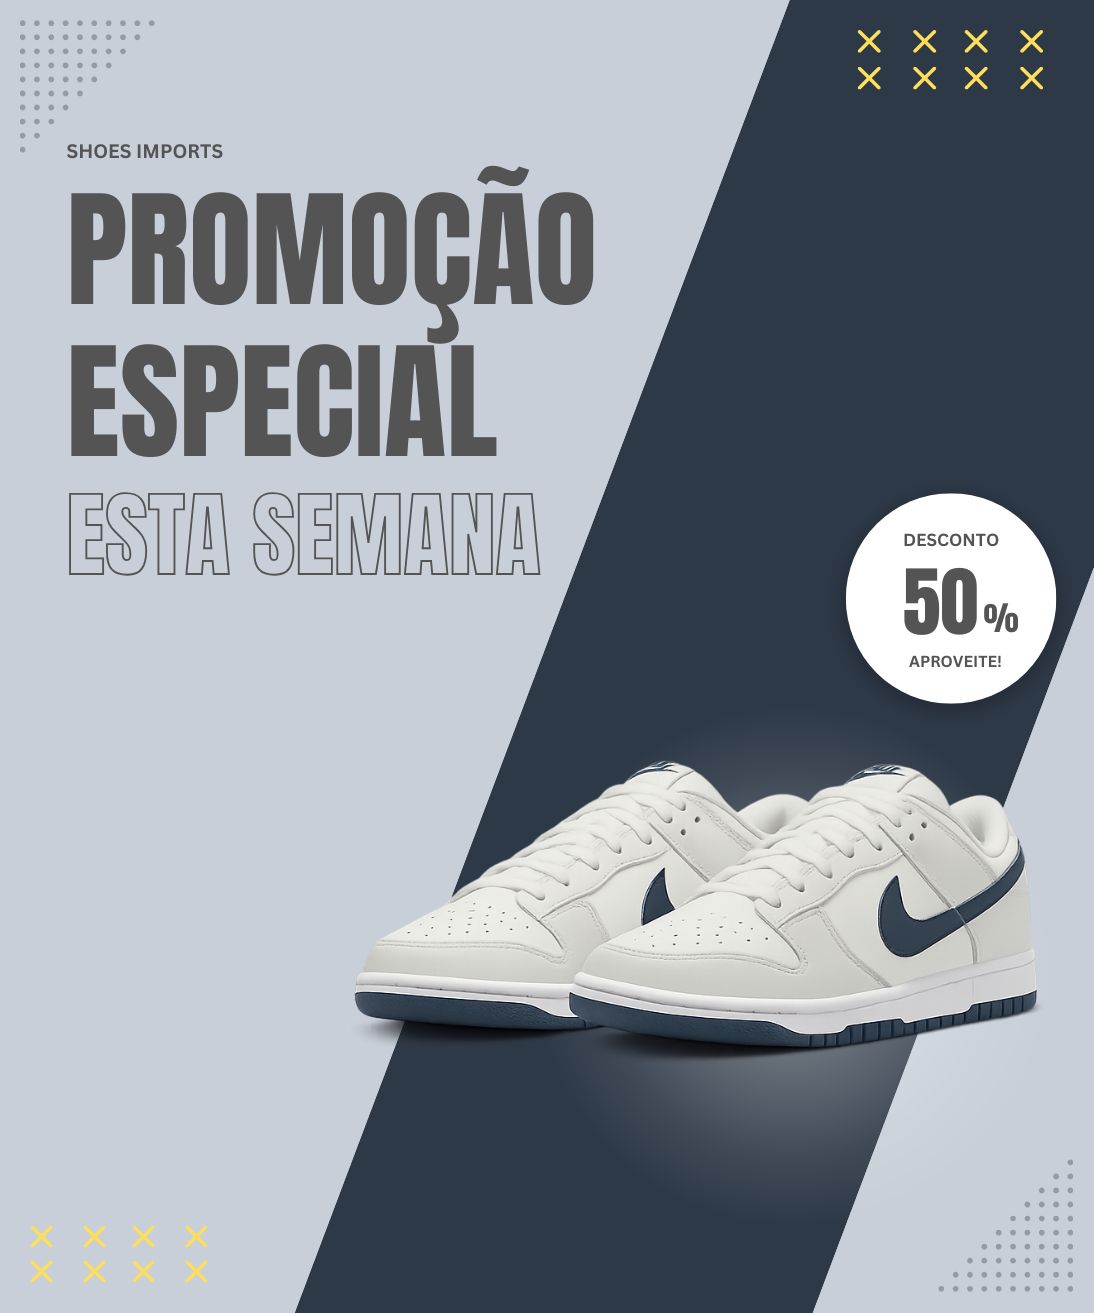 SHOES IMPORTS
PROMOÇÃO
ESPECIAL
ESTA SEMANA
DESCONTO
50%
APROVEITE!